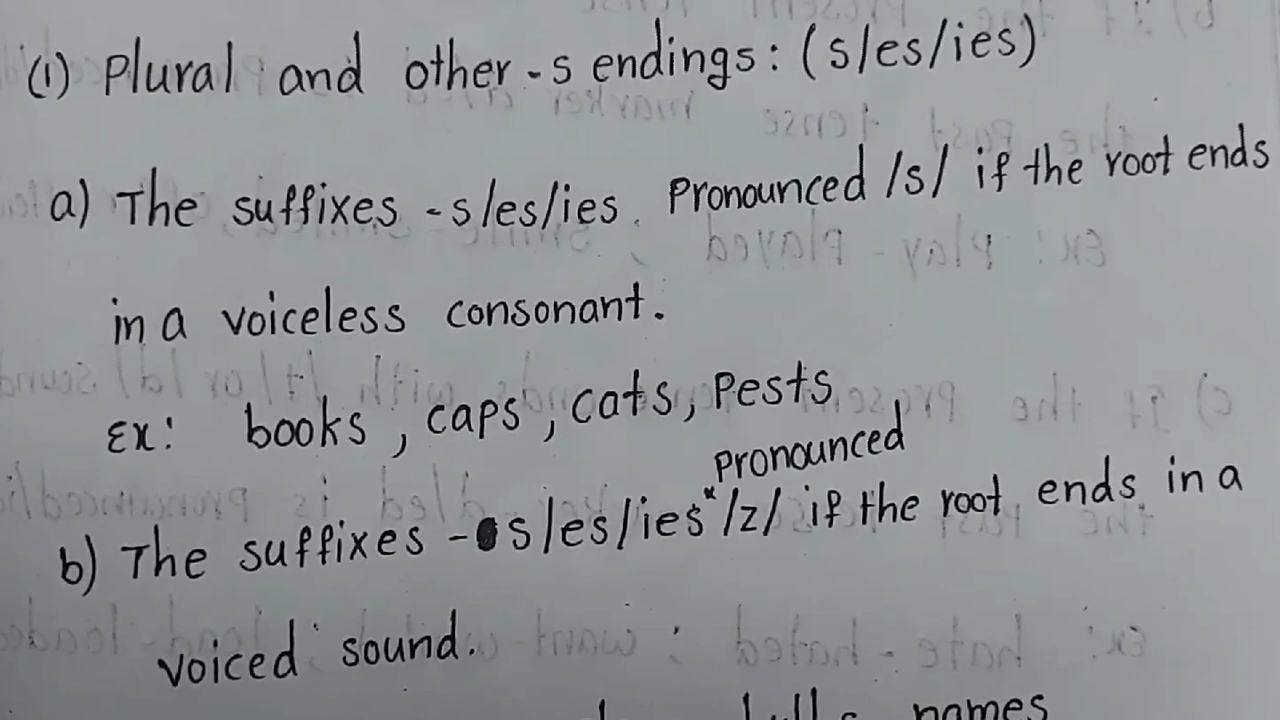 (1) Plural and other -s endings: (s/es/ies)
a) The suffixes -s/es/ies. Pronounced /s/ if the root ends
in a voiceless consonant.
Ex: books, caps, cats, Pests
pronounced
b) The suffixes -s/es/ies * /z/ if the root ends in a
voiced sound.
names